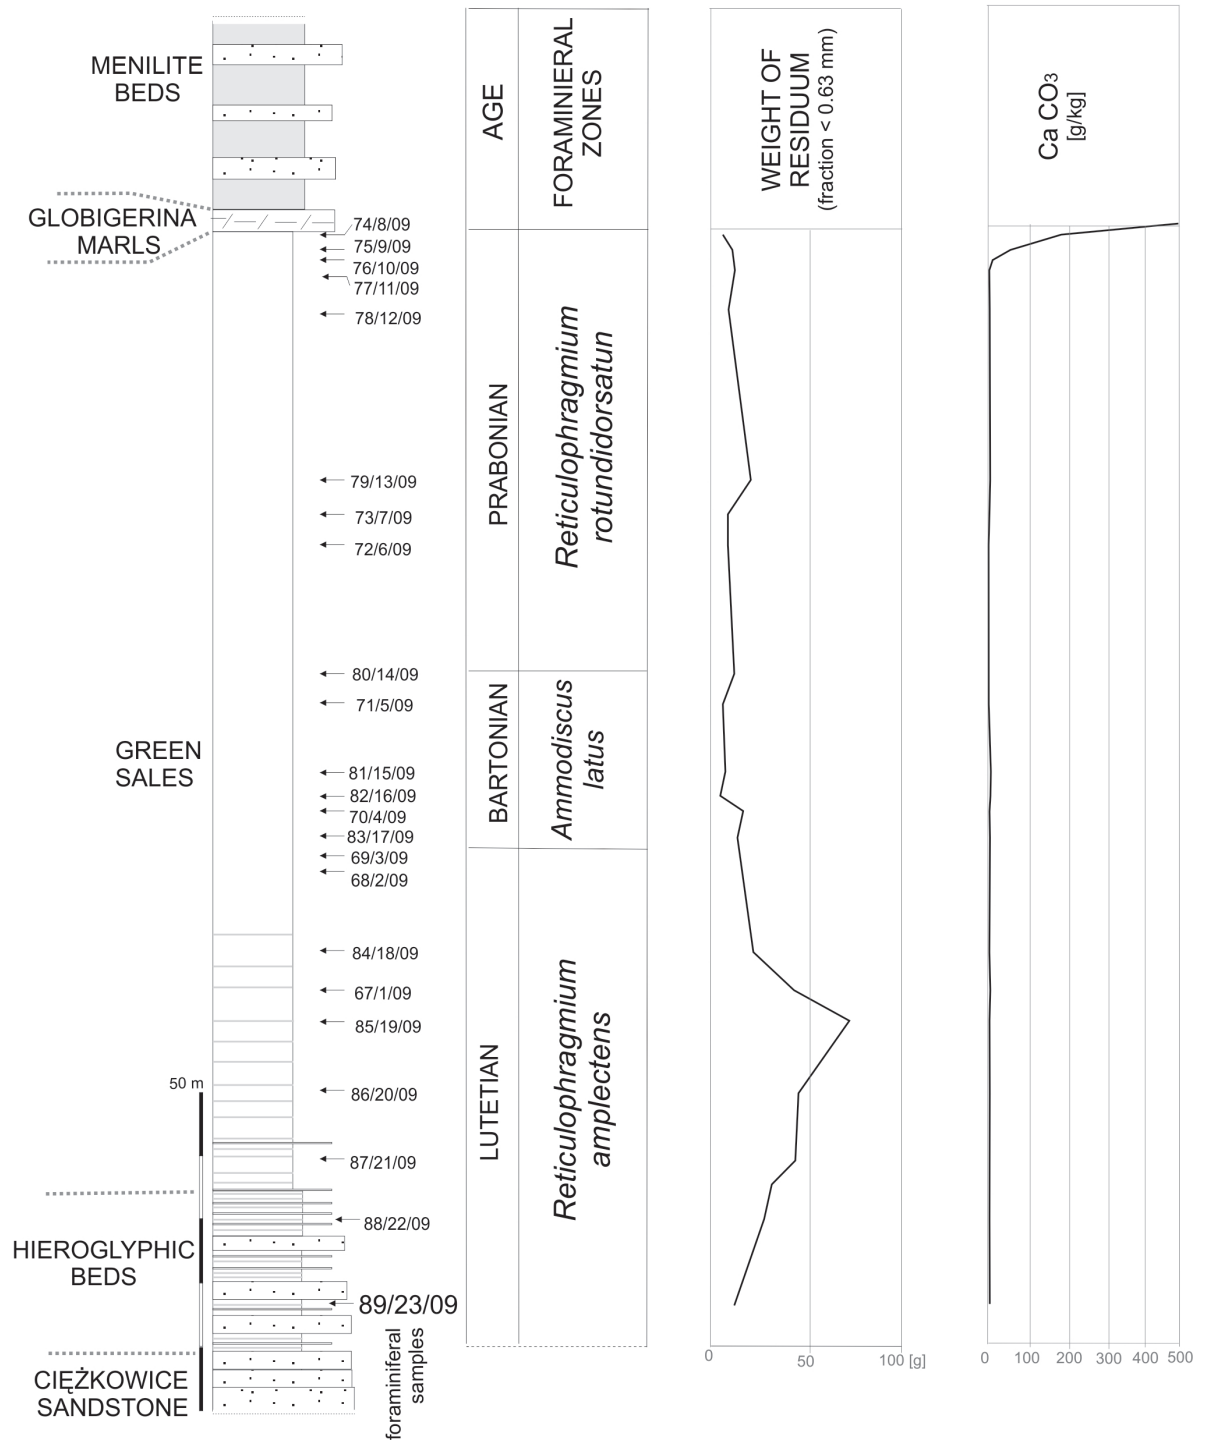 MENILITE
BEDS
GLOBIGERINA
MARLS
GREEN
SALES
50 m
HIEROGLYPHIC
BEDS
CIĘŻKOWICE
SANDSTONE
74/8/09
75/9/09
76/10/09
77/11/09
78/12/09
79/13/09
73/7/09
72/6/09
80/14/09
71/5/09
81/15/09
82/16/09
70/4/09
83/17/09
69/3/09
68/2/09
84/18/09
67/1/09
85/19/09
86/20/09
87/21/09
88/22/09
89/23/09
foraminiferal
samples
AGE
PRABONIAN
BARTONIAN
LUTETIAN
FORAMINIERAL
ZONES
Reticulophragmium
rotundidorsatun
Ammodiscus
latus
Reticulophragmium
amplectens
WEIGHT OF
RESIDUUM
(fraction < 0.63 mm)
0 50 100 [g]
Ca CO3
[g/kg]
0 100 200 300 400 500